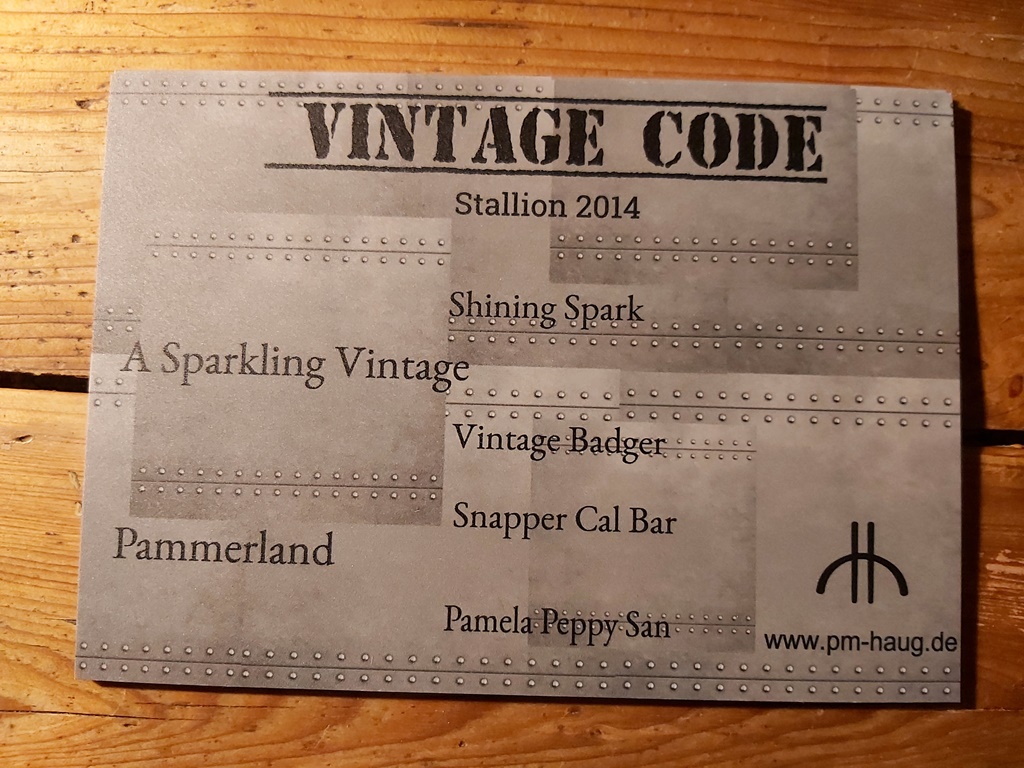 VINTAGE CODE
Stallion 2014
Shining Spark
A Sparkling Vintage
Vintage Badger
Snapper Cal Bar
Pammerland
Pamela Peppy San
www.pm-haug.de